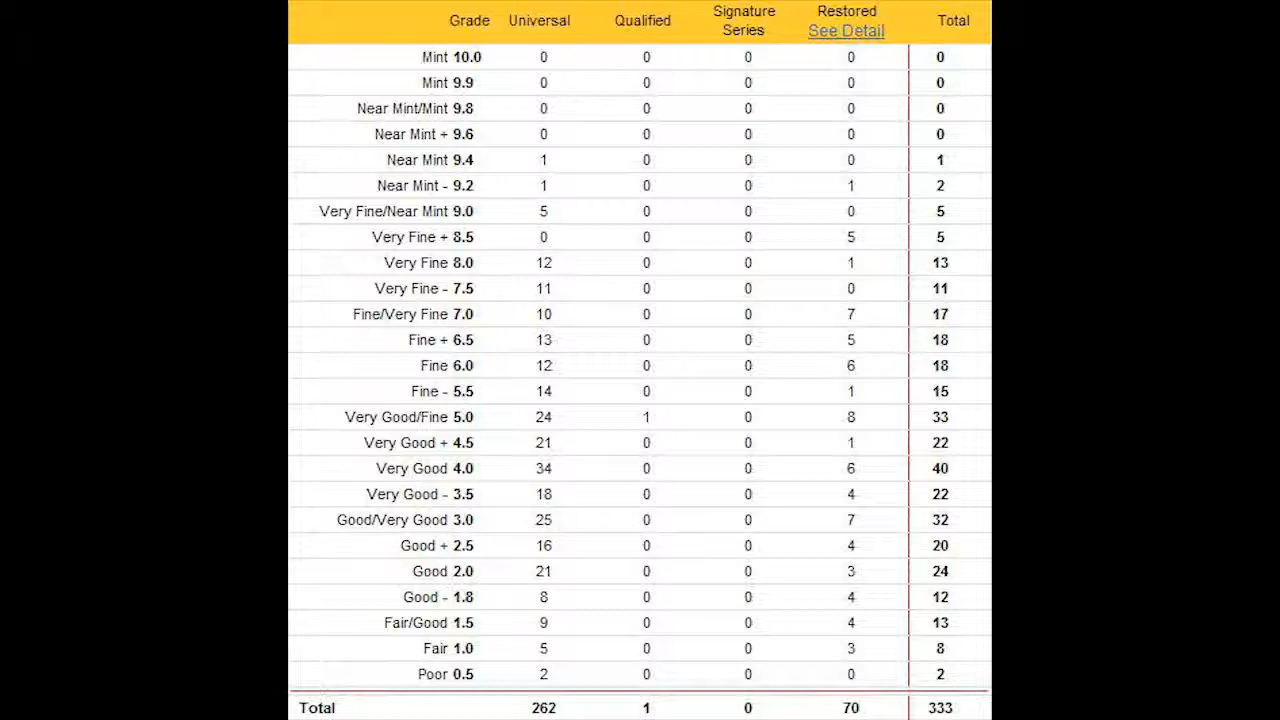 Grade Universal Qualified Signature Series Restored See Detail Total
Mint 10.0 0 0 0 0 0
Mint 9.9 0 0 0 0 0
Near Mint/Mint 9.8 0 0 0 0 0
Near Mint + 9.6 0 0 0 0 0
Near Mint 9.4 1 0 0 0 1
Near Mint - 9.2 1 0 0 1 2
Very Fine/Near Mint 9.0 5 0 0 0 5
Very Fine + 8.5 0 0 0 5 5
Very Fine 8.0 12 0 0 1 13
Very Fine - 7.5 11 0 0 0 11
Fine/Very Fine 7.0 10 0 0 7 17
Fine + 6.5 13 0 0 5 18
Fine 6.0 12 0 0 6 18
Fine - 5.5 14 0 0 1 15
Very Good/Fine 5.0 24 1 0 8 33
Very Good + 4.5 21 0 0 1 22
Very Good 4.0 34 0 0 6 40
Very Good - 3.5 18 0 0 4 22
Good/Very Good 3.0 25 0 0 7 32
Good + 2.5 16 0 0 4 20
Good 2.0 21 0 0 3 24
Good - 1.8 8 0 0 4 12
Fair/Good 1.5 9 0 0 4 13
Fair 1.0 5 0 0 3 8
Poor 0.5 2 0 0 0 2
Total 262 1 0 70 333